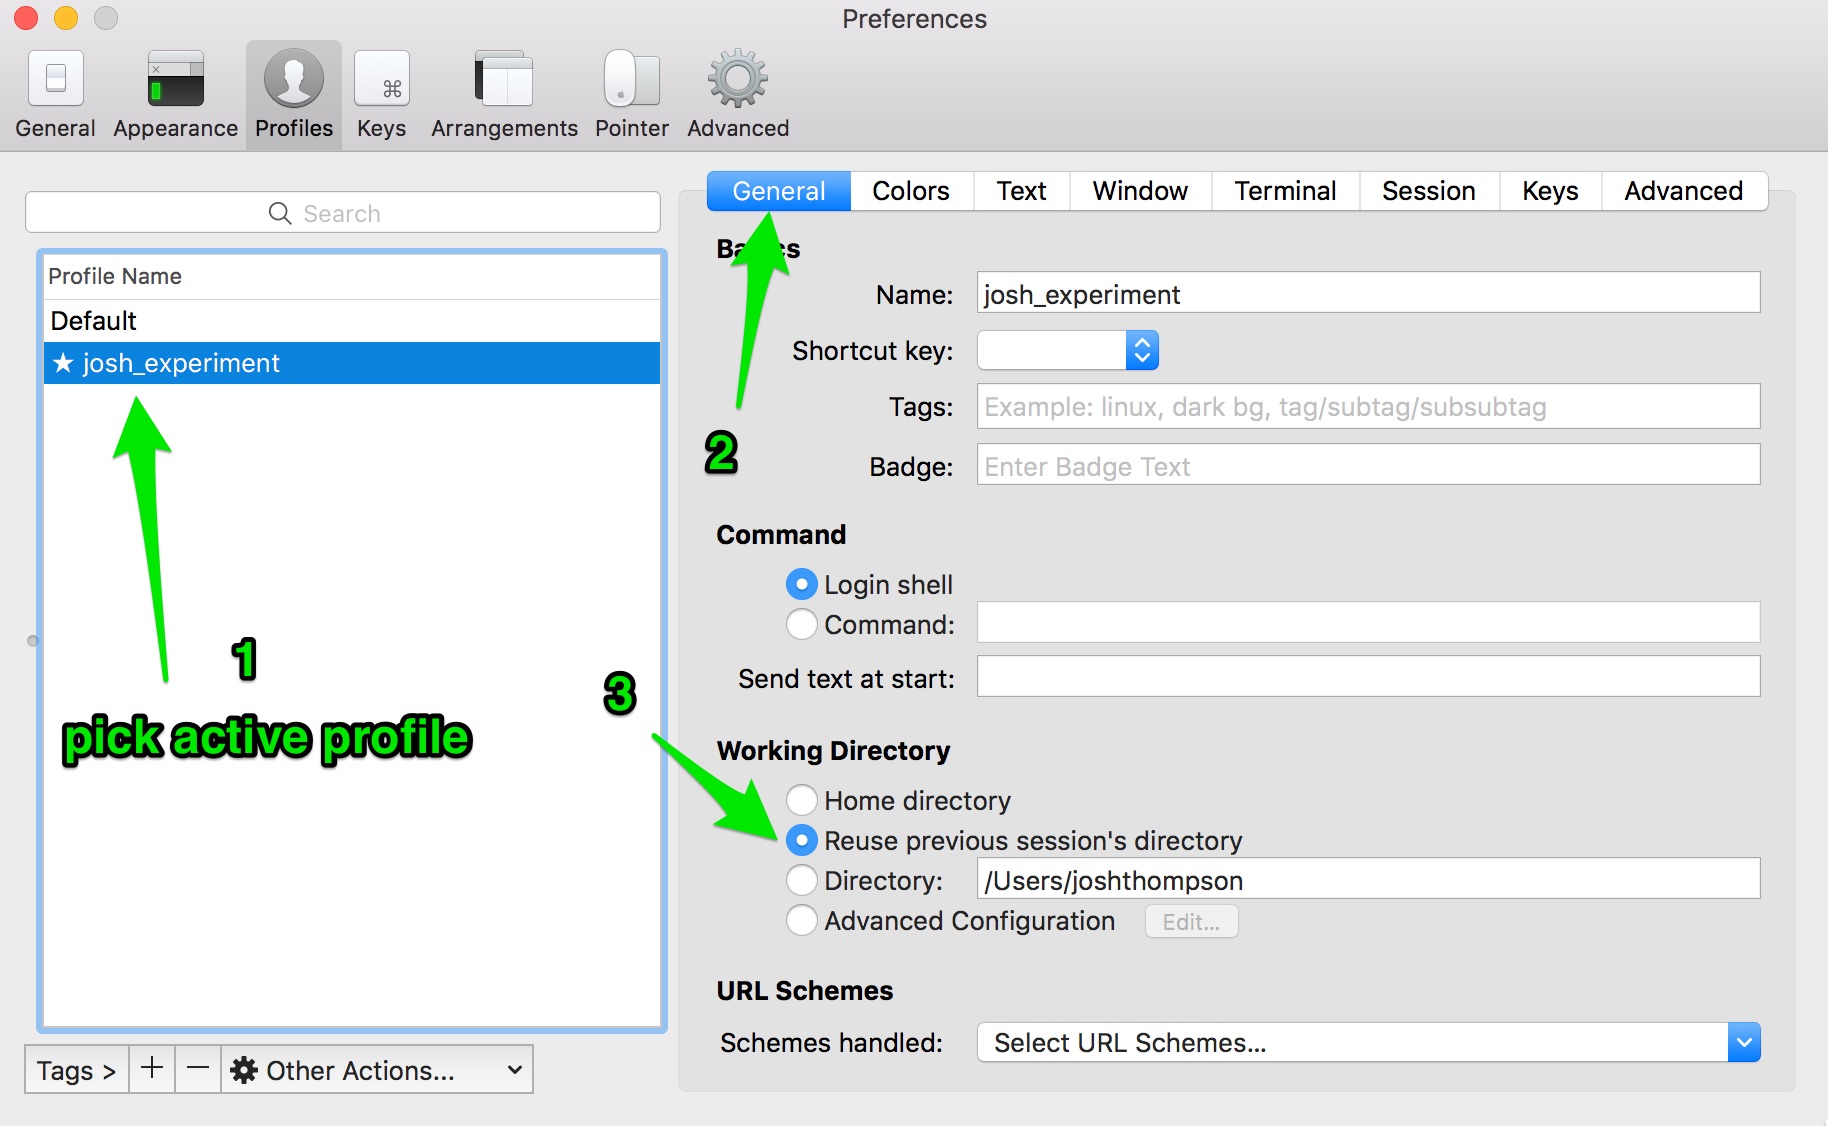 Preferences
General Appearance Profiles Keys Arrangements Pointer Advanced
Search
Profile Name
Default
★ josh_experiment
1
pick active profile
Tags > + — Other Actions...
General Colors Text Window Terminal Session Keys Advanced
Basics
Name: josh_experiment
Shortcut key:
Tags: Example: linux, dark bg, tag/subtag/subsubtag
2
Badge: Enter Badge Text
Command
Login shell
Command:
Send text at start:
3
Working Directory
Home directory
Reuse previous session's directory
Directory: /Users/joshthompson
Advanced Configuration Edit...
URL Schemes
Schemes handled: Select URL Schemes...